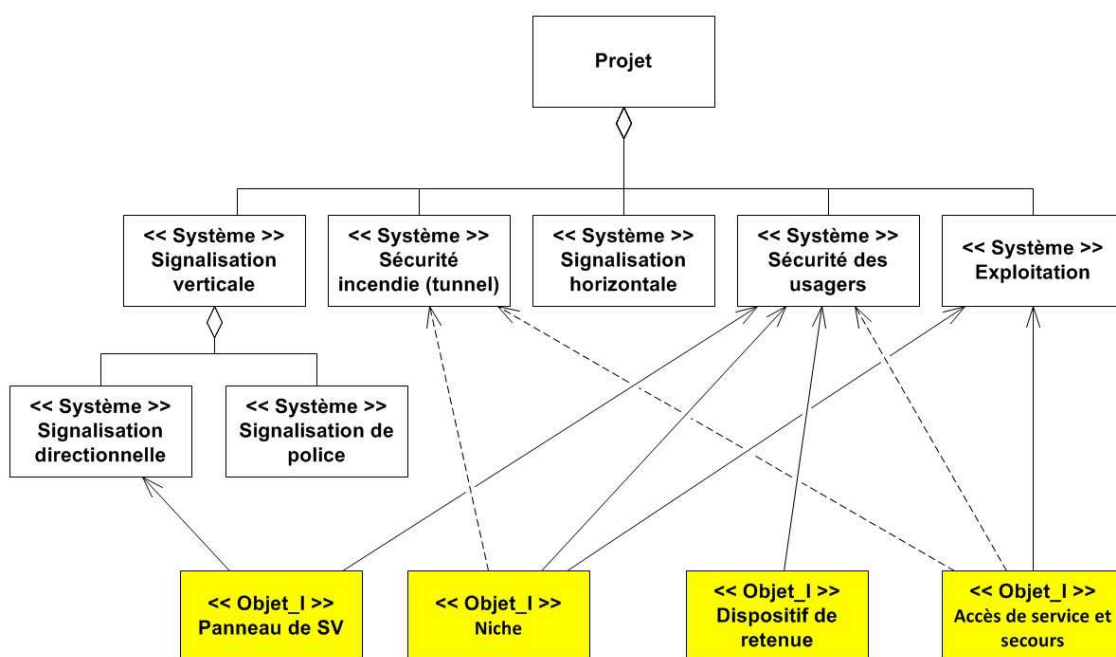 Projet
<< Système >>
Signalisation
verticale
<< Système >>
Sécurité
incendie (tunnel)
<< Système >>
Signalisation
horizontale
<< Système >>
Sécurité des
usagers
<< Système >>
Exploitation
<< Système >>
Signalisation
directionnelle
<< Système >>
Signalisation de
police
<< Objet_I >>
Panneau de SV
<< Objet_I >>
Niche
<< Objet_I >>
Dispositif de
retenue
<< Objet_I >>
Accès de service et
secours